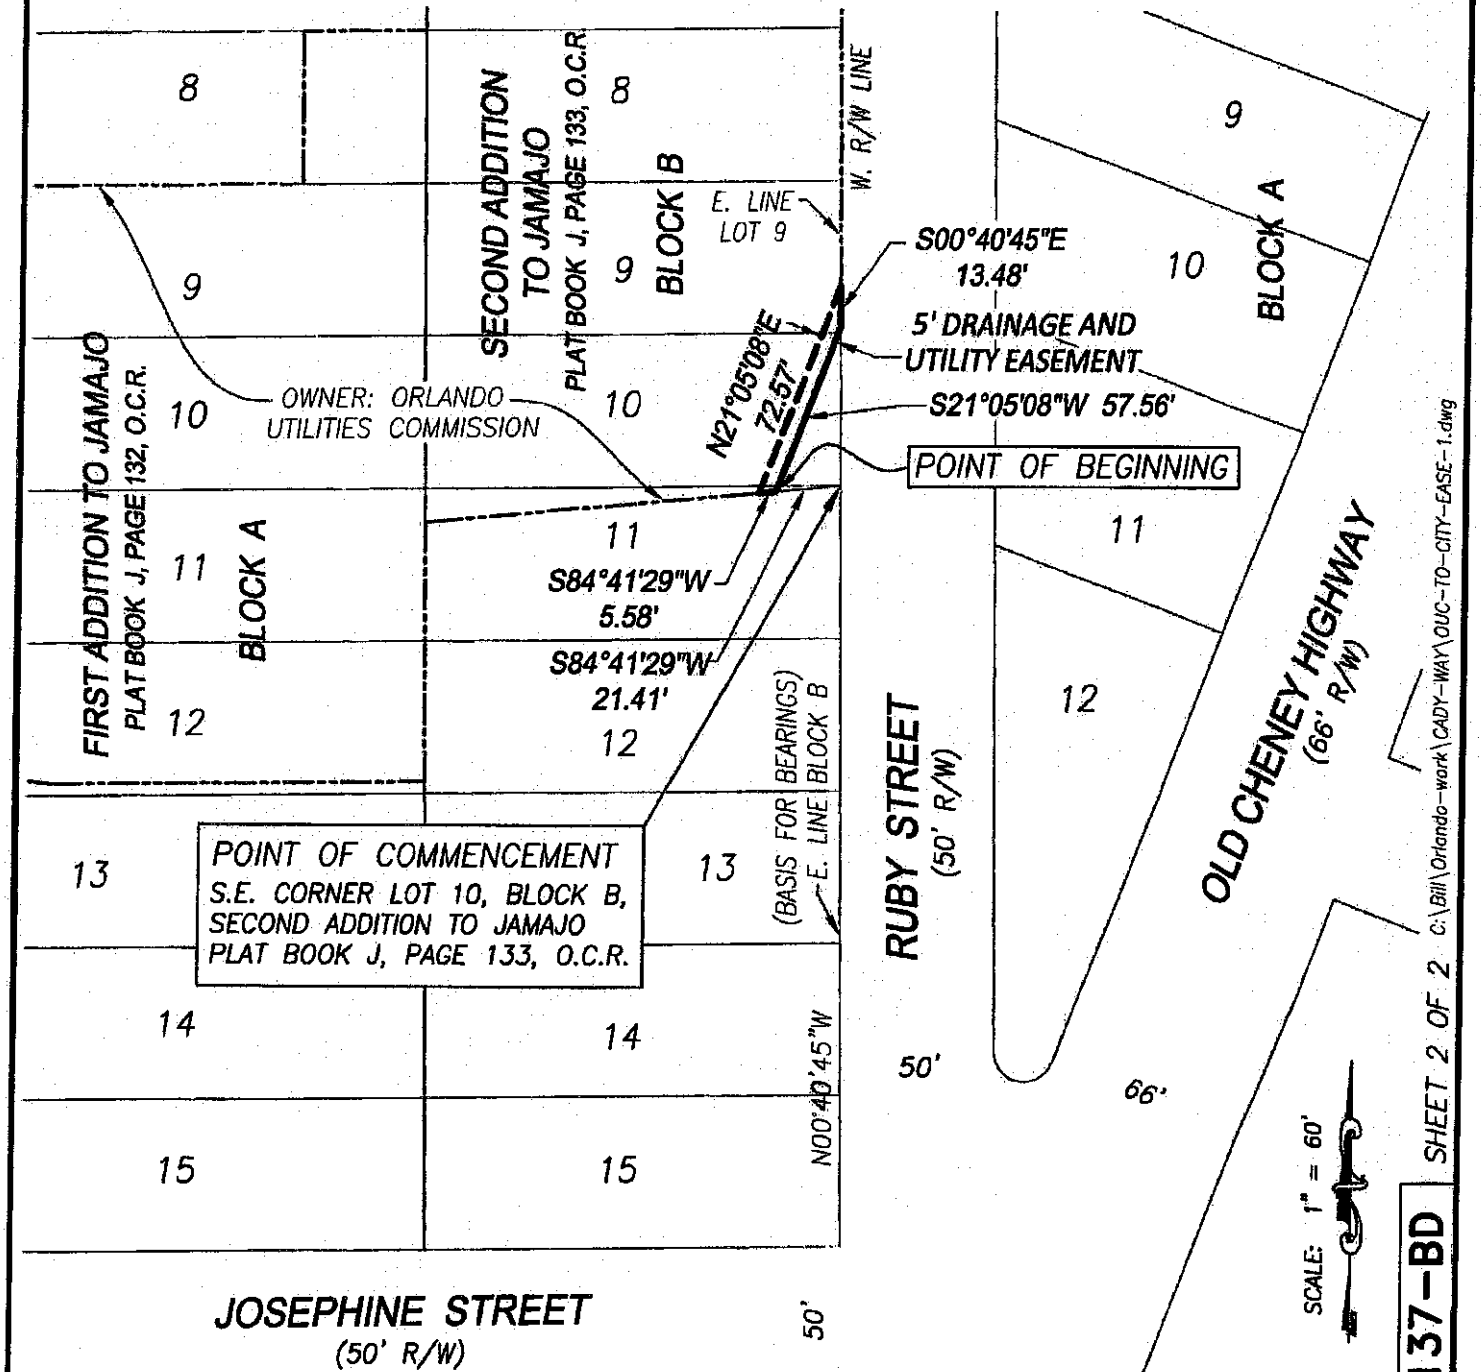 8
SECOND ADDITION
TO JAMAJO
PLAT BOOK J, PAGE 133, O.C.R.
8
BLOCK B
W. R/W LINE
E. LINE
LOT 9
9
9
S00°40'45"E
13.48'
5' DRAINAGE AND
UTILITY EASEMENT
S21°05'08"W 57.56'
POINT OF BEGINNING
N21°05'08"E
72.57'
9
10
BLOCK A
11
12
FIRST ADDITION TO JAMAJO
PLAT BOOK J, PAGE 132, O.C.R.
10
OWNER: ORLANDO
UTILITIES COMMISSION
10
11
BLOCK A
11
S84°41'29"W
5.58'
S84°41'29"W
21.41'
12
12
(BASIS FOR BEARINGS)
E. LINE BLOCK B
N00°40'45"W
RUBY STREET
(50' R/W)
OLD CHENEY HIGHWAY
(66' R/W)
13
POINT OF COMMENCEMENT
S.E. CORNER LOT 10, BLOCK B,
SECOND ADDITION TO JAMAJO
PLAT BOOK J, PAGE 133, O.C.R.
13
14
14
50'
66'
15
15
JOSEPHINE STREET
(50' R/W)
50'
SCALE: 1" = 60'
37-BD
SHEET 2 OF 2
C:\Bill\Orlando-work\CADY-WAY\OUC-TO-CITY-EASE-1.dwg